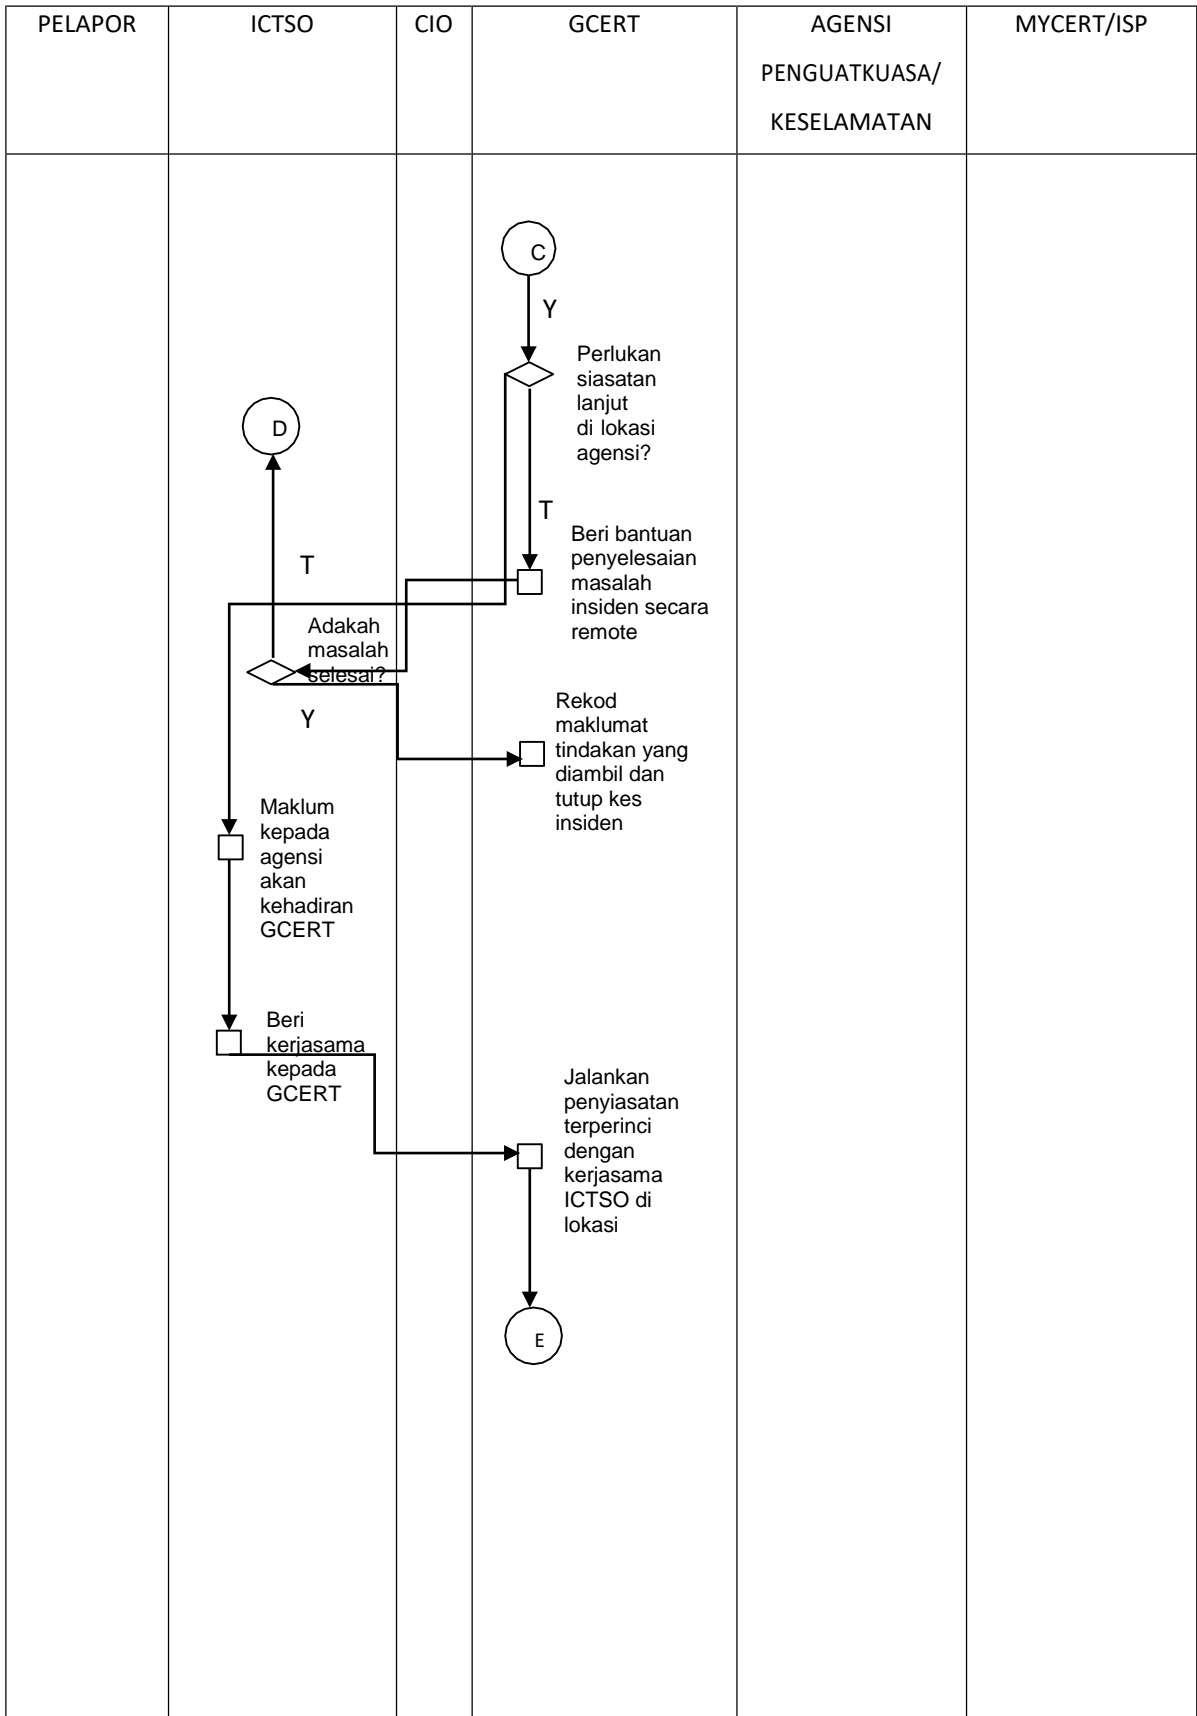 PELAPOR
ICTSO
CIO
GCERT
AGENSI
PENGUATKUASA/
KESELAMATAN
MYCERT/ISP
C
Y
Perlukan
siasatan
lanjut
di lokasi
agensi?
D
T
Beri bantuan
penyelesaian
masalah
insiden secara
remote
T
Adakah
masalah
selesai?
Y
Rekod
maklumat
tindakan yang
diambil dan
tutup kes
insiden
Maklum
kepada
agensi
akan
kehadiran
GCERT
Beri
kerjasama
kepada
GCERT
Jalankan
penyiasatan
terperinci
dengan
kerjasama
ICTSO di
lokasi
E